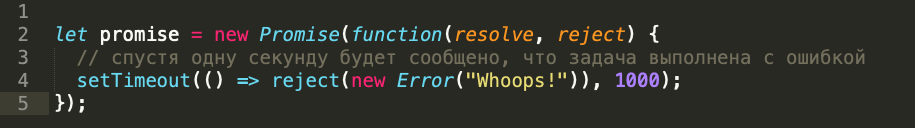 1
2 let promise = new Promise(function(resolve, reject) {
3   // спустя одну секунду будет сообщено, что задача выполнена с ошибкой
4   setTimeout(() => reject(new Error("Whoops!")), 1000);
5 });